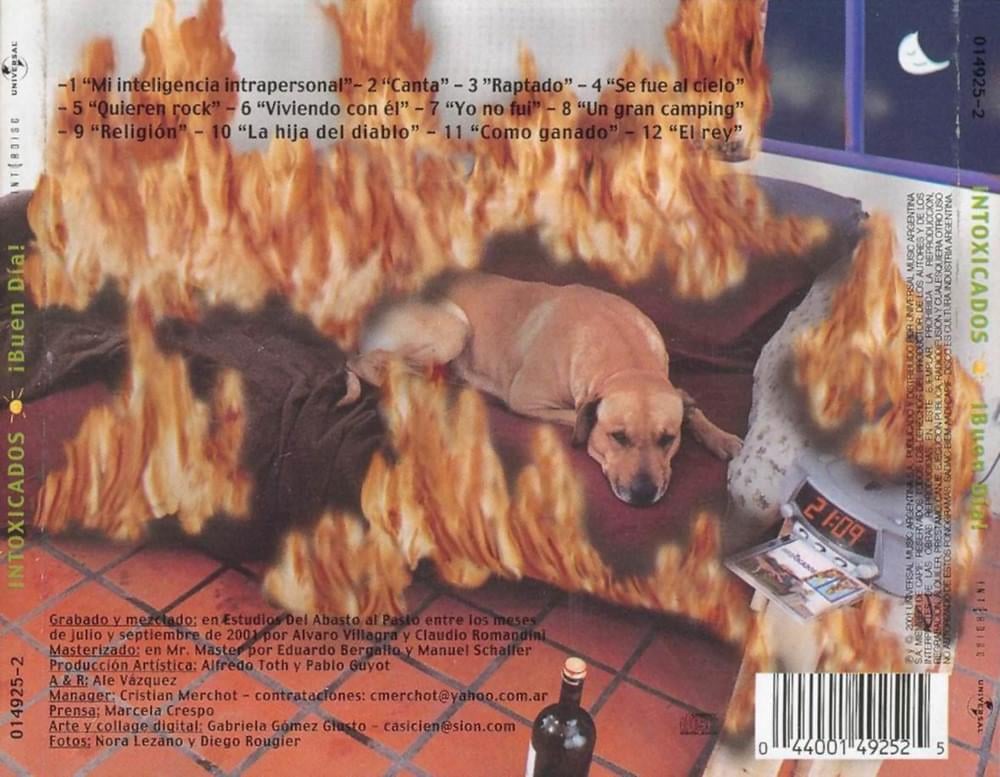 –1 “Mi inteligencia intrapersonal”– 2 “Canta” – 3 ”Raptado” – 4 “Se fue al cielo”
– 5 “Quieren rock” – 6 “Viviendo con él” – 7 “Yo no fui” – 8 “Un gran camping”
– 9 “Religión” – 10 “La hija del diablo” – 11 “Como ganado” – 12 “El rey”
UNIVERSAL
INTERDISC
¡Buen Día!
INTOXICADOS
014925-2
014925-2
INTOXICADOS
¡Buen Día!
INTERDISC
UNIVERSAL
21:09
Grabado y mezclado: en Estudios Del Abasto al Pasto entre los meses
de julio y septiembre de 2001 por Alvaro Villagra y Claudio Romandini
Masterizado: en Mr. Master por Eduardo Bergallo y Manuel Schaller
Producción Artística: Alfredo Toth y Pablo Guyot
A & R: Ale Vázquez
Manager: Cristian Merchot – contrataciones: cmerchot@yahoo.com.ar
Prensa: Marcela Crespo
Arte y collage digital: Gabriela Gómez Giusto – casicien@sion.com
Fotos: Nora Lezano y Diego Rougier
0 44001 49252 5